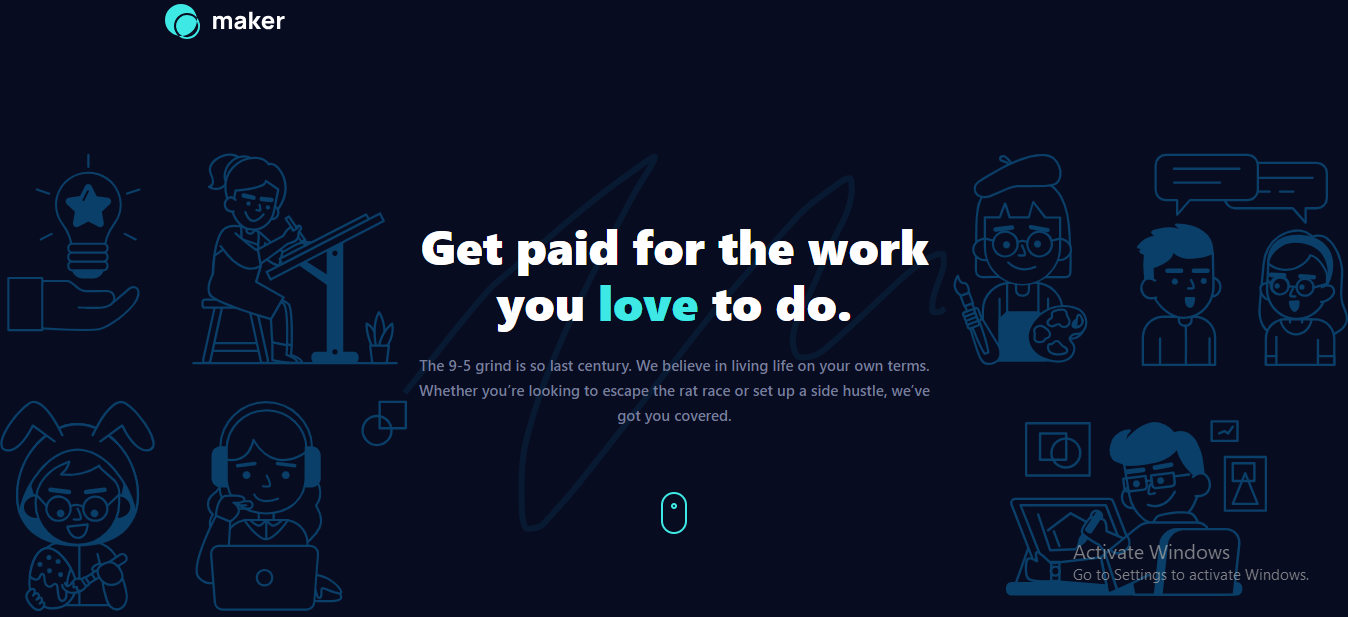 maker
Get paid for the work
you love to do.
The 9-5 grind is so last century. We believe in living life on your own terms.
Whether you’re looking to escape the rat race or set up a side hustle, we’ve
got you covered.
Activate Windows
Go to Settings to activate Windows.